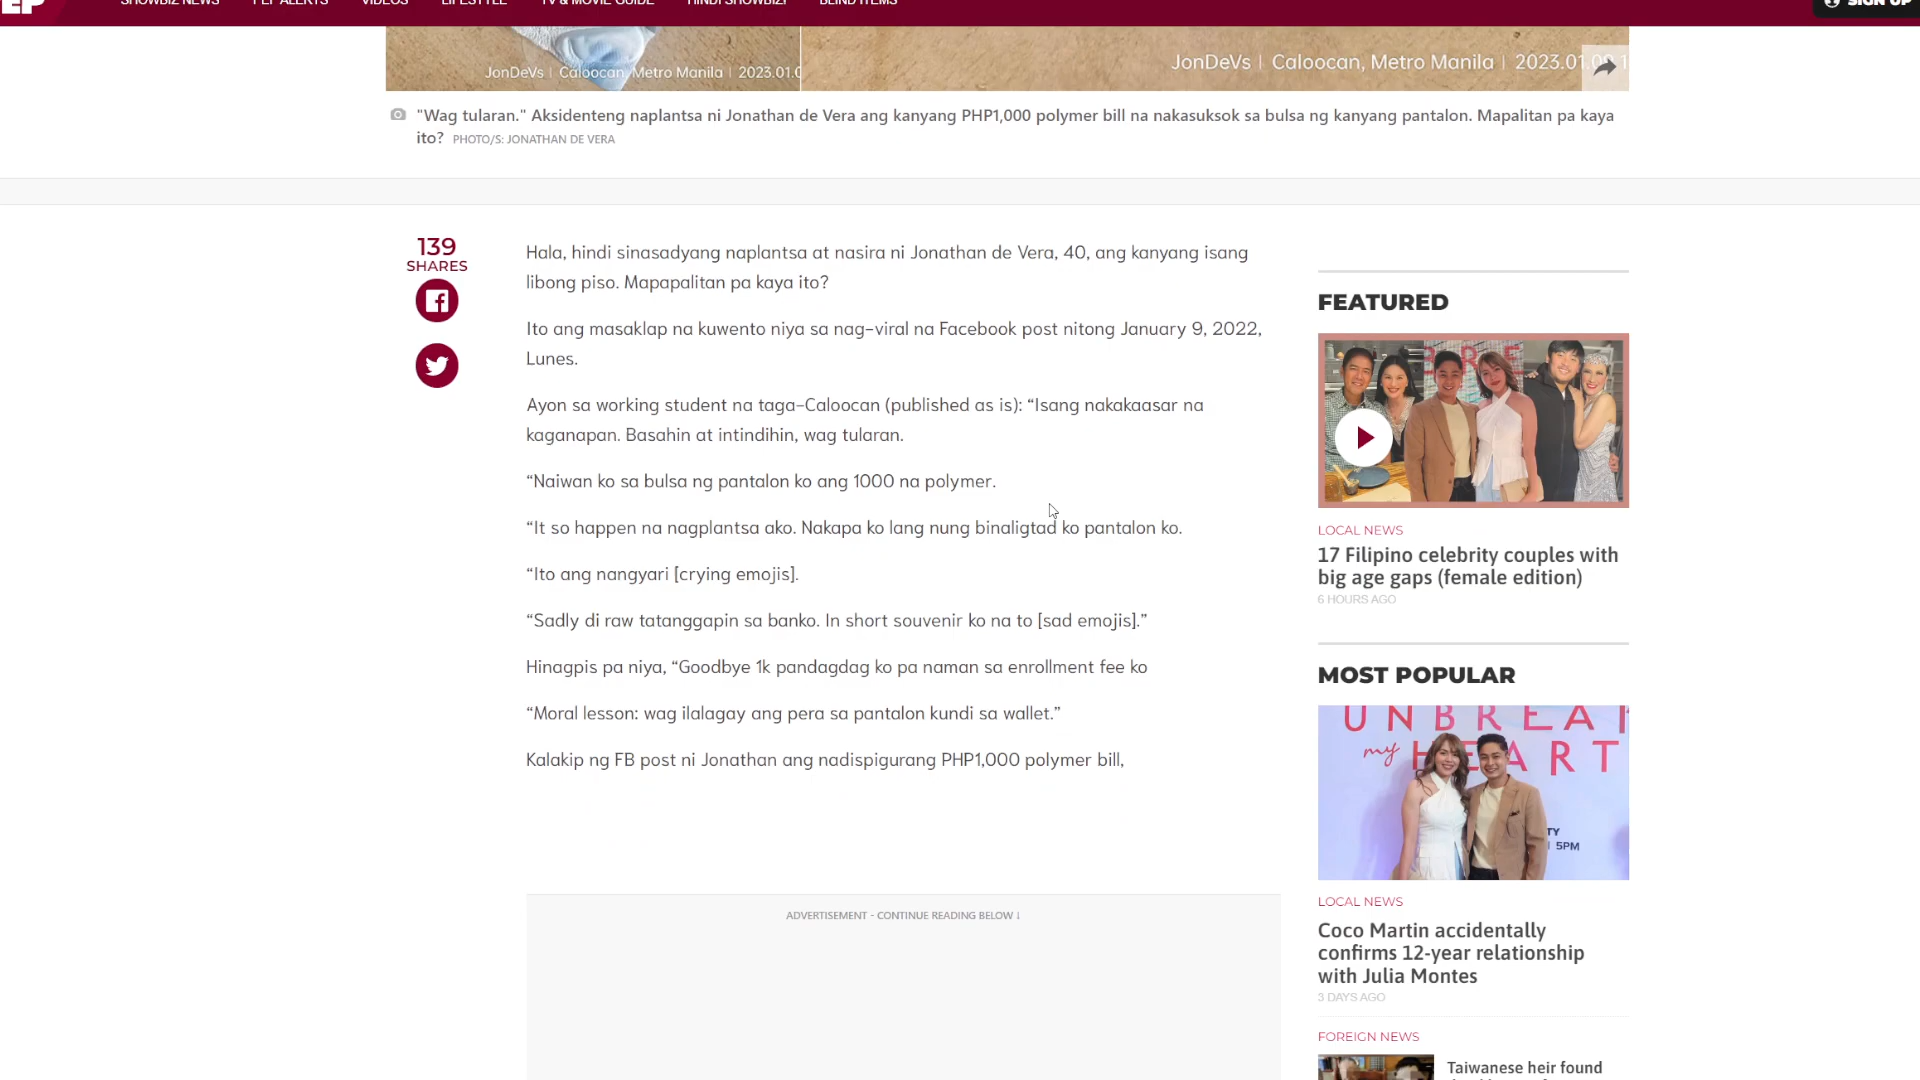 EP
SHOWBIZ NEWS PEP ALERTS VIDEOS LIFESTYLE TV & MOVIE GUIDE HINDI SHOWBIZ! BLIND ITEMS
SIGN UP
JonDeVs | Caloocan, Metro Manila | 2023.01.0
JonDeVs | Caloocan, Metro Manila | 2023.01.09 1
"Wag tularan." Aksidenteng naplantsa ni Jonathan de Vera ang kanyang PHP1,000 polymer bill na nakasuksok sa bulsa ng kanyang pantalon. Mapalitan pa kaya
ito? PHOTO/S: JONATHAN DE VERA
139
SHARES
Hala, hindi sinasadyang naplantsa at nasira ni Jonathan de Vera, 40, ang kanyang isang
libong piso. Mapapalitan pa kaya ito?
Ito ang masaklap na kuwento niya sa nag-viral na Facebook post nitong January 9, 2022,
Lunes.
Ayon sa working student na taga-Caloocan (published as is): “Isang nakakaasar na
kaganapan. Basahin at intindihin, wag tularan.
“Naiwan ko sa bulsa ng pantalon ko ang 1000 na polymer.
“It so happen na nagplantsa ako. Nakapa ko lang nung binaligtad ko pantalon ko.
“Ito ang nangyari [crying emojis].
“Sadly di raw tatanggapin sa banko. In short souvenir ko na to [sad emojis].”
Hinagpis pa niya, “Goodbye 1k pandagdag ko pa naman sa enrollment fee ko
“Moral lesson: wag ilalagay ang pera sa pantalon kundi sa wallet.”
Kalakip ng FB post ni Jonathan ang nadispigurang PHP1,000 polymer bill,
ADVERTISEMENT - CONTINUE READING BELOW ↓
FEATURED
LOCAL NEWS
17 Filipino celebrity couples with
big age gaps (female edition)
6 HOURS AGO
MOST POPULAR
UNBREA
my HEART
TY
5PM
LOCAL NEWS
Coco Martin accidentally
confirms 12-year relationship
with Julia Montes
3 DAYS AGO
FOREIGN NEWS
Taiwanese heir found